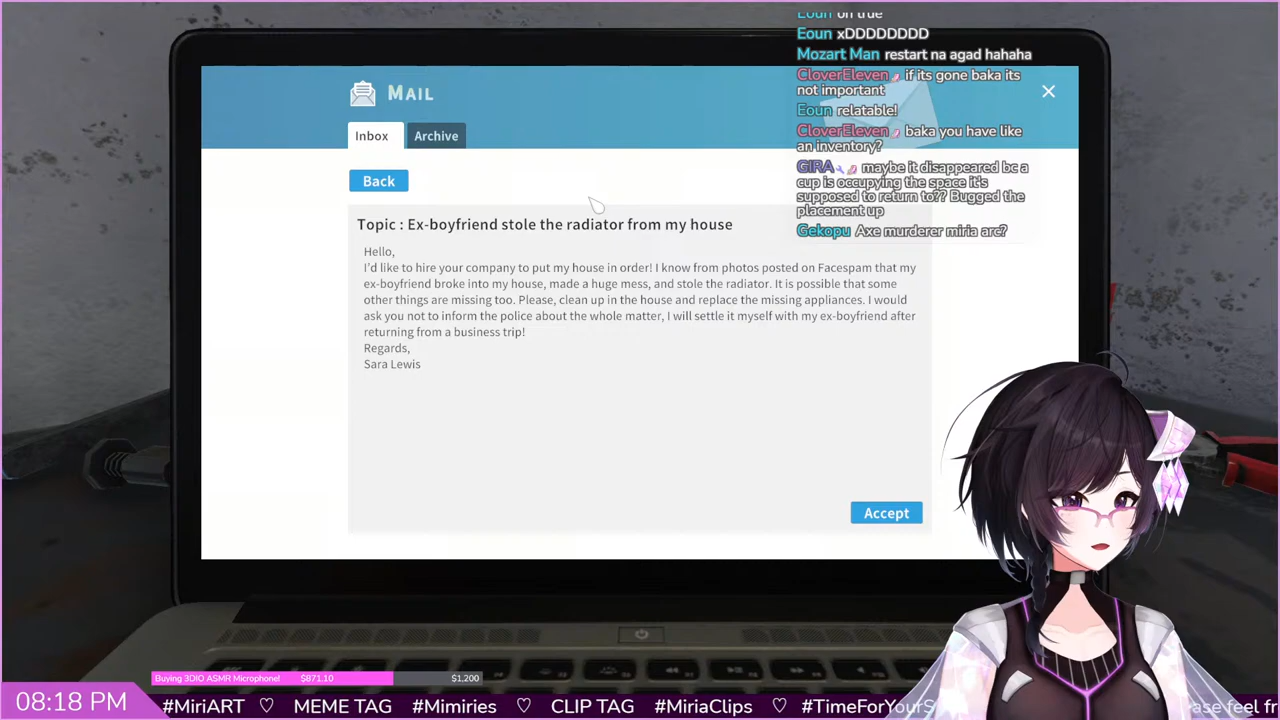 Eoun on true
Eoun xDDDDDDDD
Mozart Man restart na agad hahaha
CloverEleven if its gone baka its
not important
Eoun relatable!
CloverEleven baka you have like
an inventory?
GIRA maybe it disappeared bc a
cup is occupying the space it's
supposed to return to?? Bugged the
placement up
Gekopu Axe murderer miria arc?
MAIL
Inbox
Archive
Back
Topic : Ex-boyfriend stole the radiator from my house
Hello,
I'd like to hire your company to put my house in order! I know from photos posted on Facespam that my
ex-boyfriend broke into my house, made a huge mess, and stole the radiator. It is possible that some
other things are missing too. Please, clean up in the house and replace the missing appliances. I would
ask you not to inform the police about the whole matter, I will settle it myself with my ex-boyfriend after
returning from a business trip!
Regards,
Sara Lewis
Accept
Buying 3DIO ASMR Microphone! $871.10 $1,200
08:18 PM #MiriART ♡ MEME TAG #Mimiries ♡ CLIP TAG #MiriaClips ♡ #TimeForYourS ase feel fr